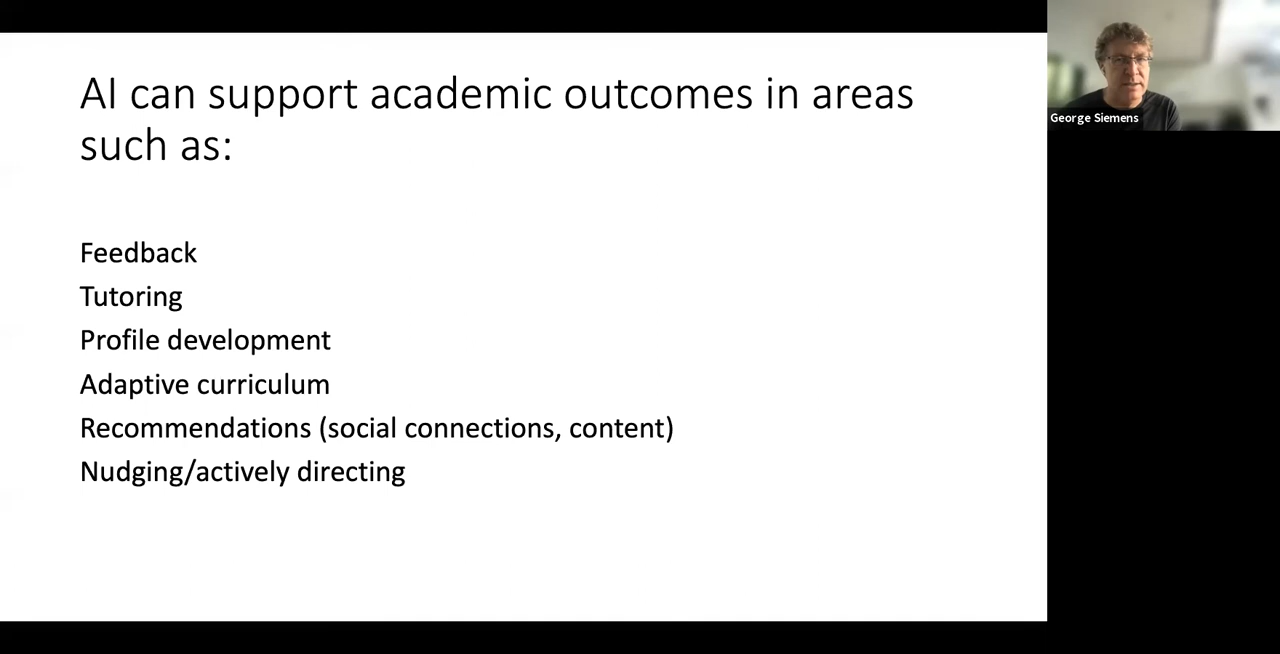 AI can support academic outcomes in areas
such as:
Feedback
Tutoring
Profile development
Adaptive curriculum
Recommendations (social connections, content)
Nudging/actively directing
George Siemens